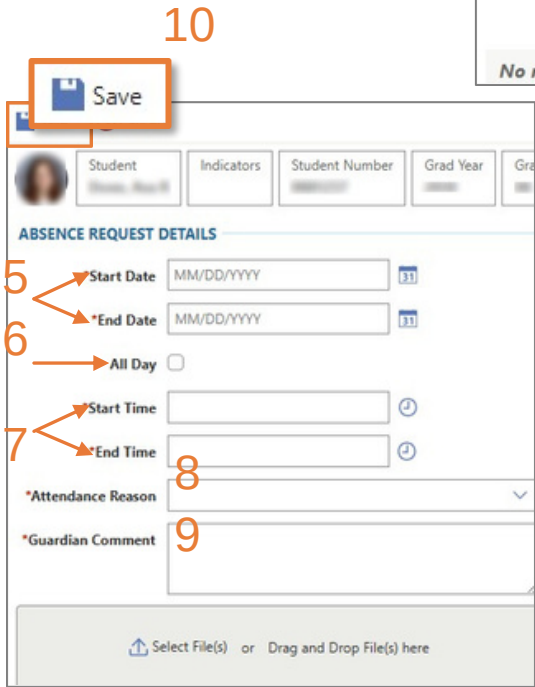 10
No
Save
Student Indicators Student Number Grad Year
ABSENCE REQUEST DETAILS
5
*Start Date MM/DD/YYYY 31
*End Date MM/DD/YYYY 31
6
All Day
*Start Time
7
*End Time
8
*Attendance Reason
9
*Guardian Comment
Select File(s) or Drag and Drop File(s) here